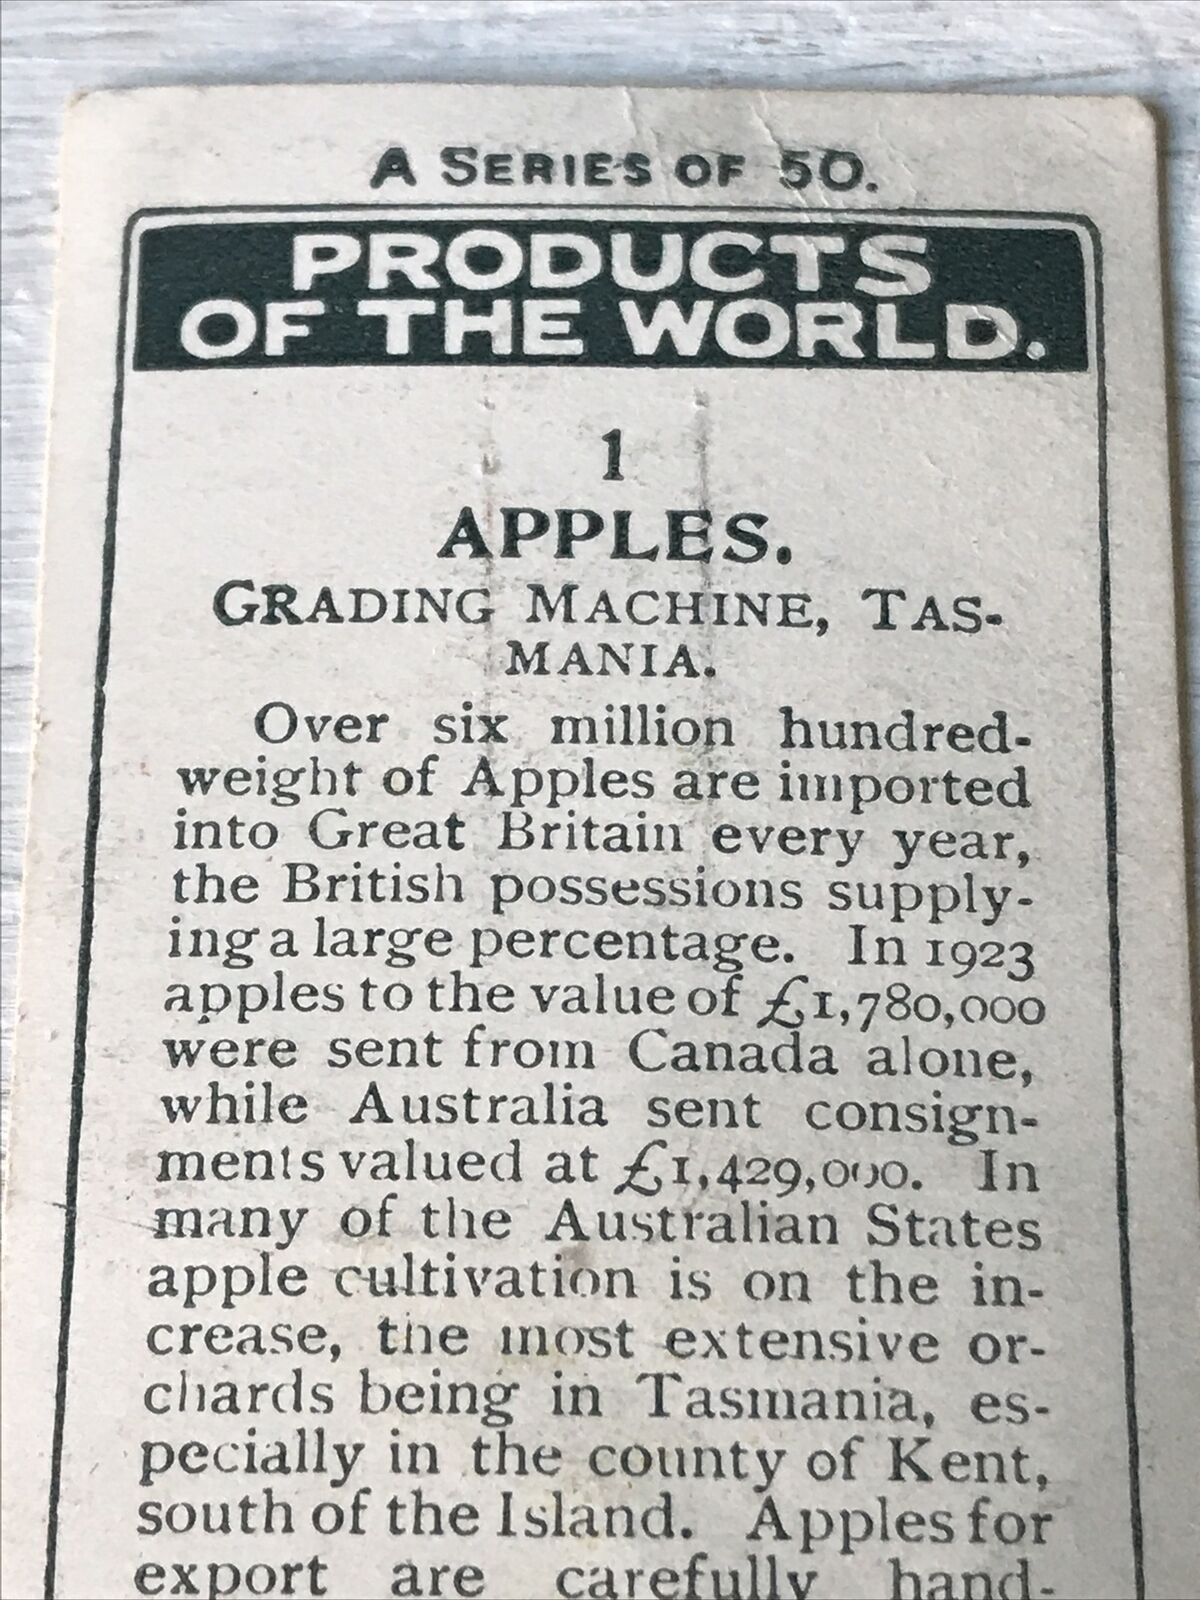 A SERIES OF 50.
PRODUCTS
OF THE WORLD.
1
APPLES.
GRADING MACHINE, TAS-
MANIA.
Over six million hundred-
weight of Apples are imported
into Great Britain every year,
the British possessions supply-
ing a large percentage. In 1923
apples to the value of £1,780,000
were sent from Canada alone,
while Australia sent consign-
ments valued at £1,429,000. In
many of the Australian States
apple cultivation is on the in-
crease, the most extensive or-
chards being in Tasmania, es-
pecially in the county of Kent,
south of the Island. Apples for
export are carefully hand-